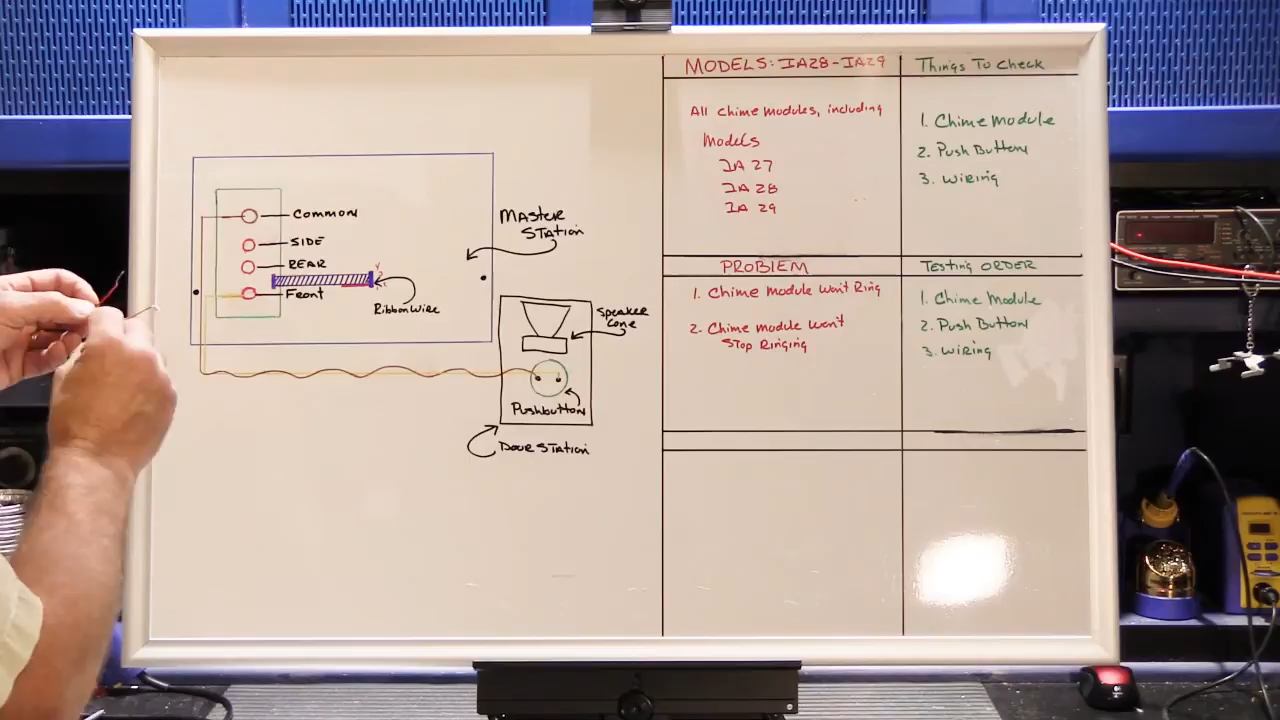 COMMON
SIDE
REAR
Front
Ribbon Wire
MASTER
STATION
Speaker
Cone
Pushbutton
Door Station
MODELS: IA28-IA29
All Chime Modules, including
Models
IA 27
IA 28
IA 29
Things To Check
1. Chime Module
2. Push Button
3. Wiring
PROBLEM
1. Chime Module Won't Ring
2. Chime Module Won't
Stop Ringing
Testing ORDER
1. Chime Module
2. Push Button
3. Wiring